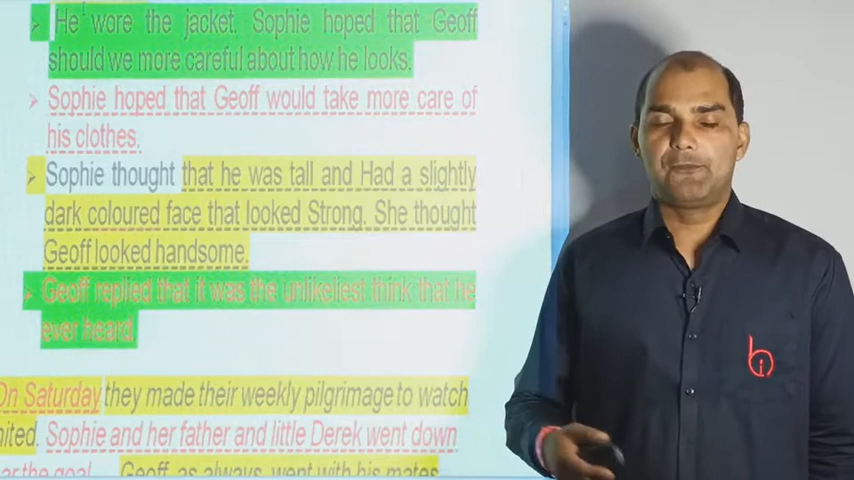 He wore the jacket. Sophie hoped that Geoff
should we more careful about how he looks.
Sophie hoped that Geoff would take more care of
his clothes.
Sophie thought that he was tall and Had a slightly
dark coloured face that looked Strong. She thought
Geoff looked handsome.
Geoff replied that it was the unlikeliest think that he
ever heard.
On Saturday they made their weekly pilgrimage to watch
nited. Sophie and her father and little Derek went down
ar the goal Geoff, as always, went with his mates